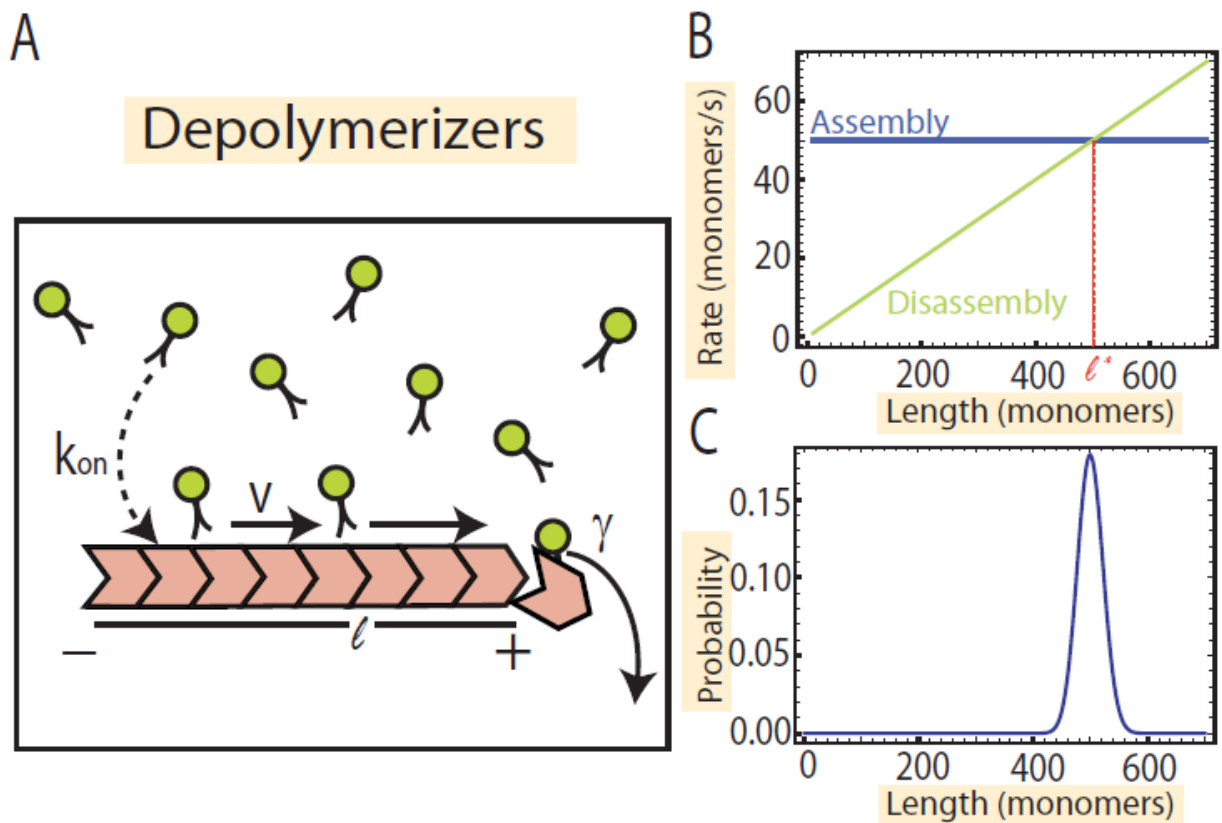 A
Depolymerizers
kon
v
γ
ℓ
−
+
B
Rate (monomers/s)
60
40
20
0
Assembly
Disassembly
0
200
400
ℓ*
600
Length (monomers)
C
Probability
0.15
0.10
0.05
0.00
0
200
400
600
Length (monomers)